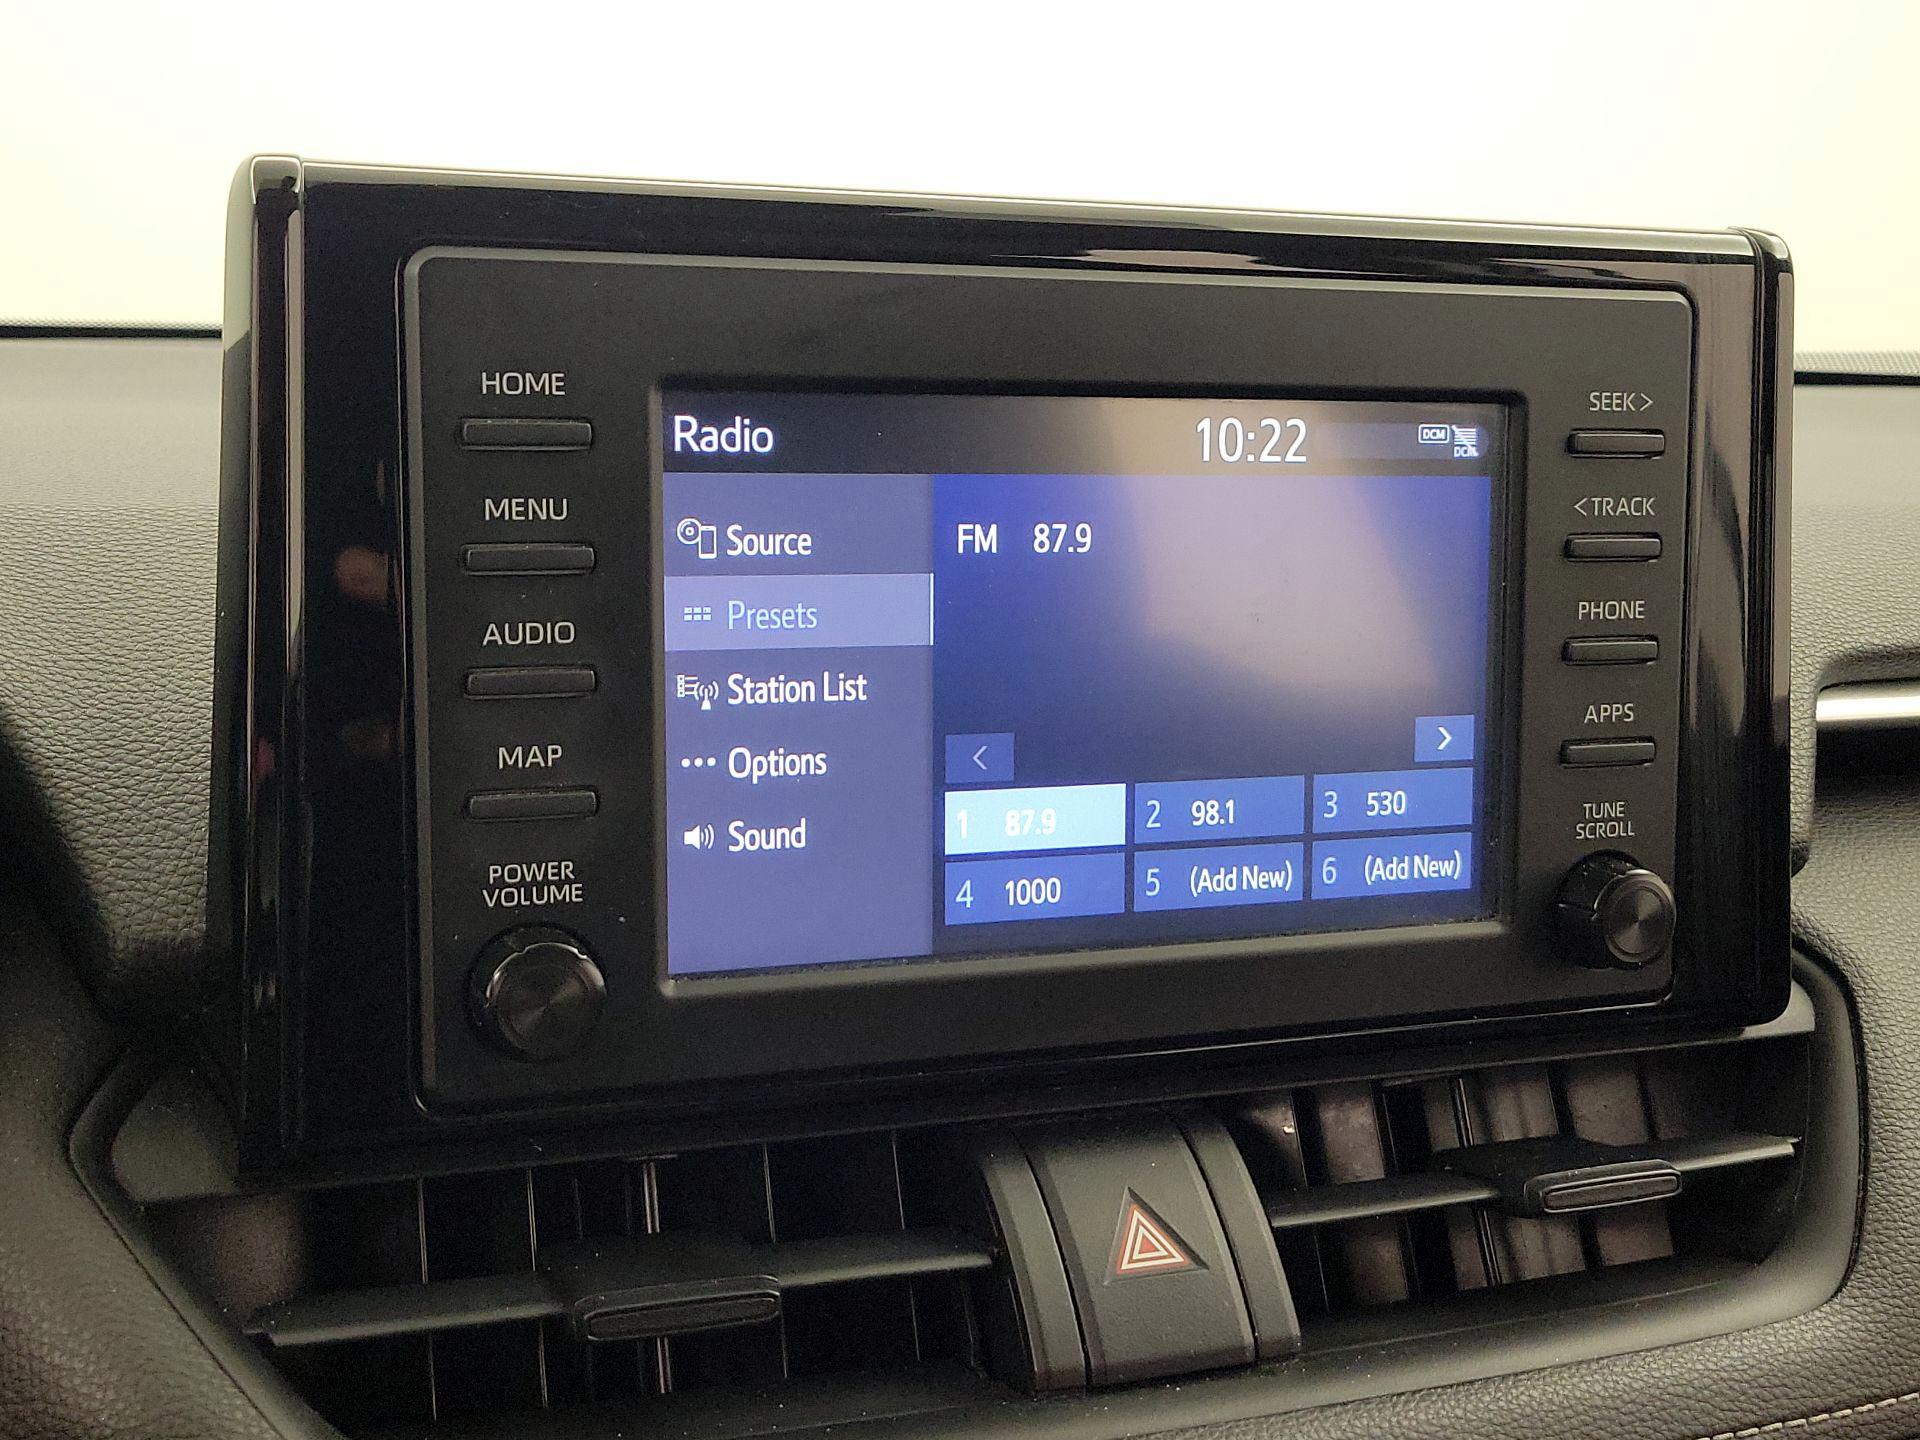 HOME
MENU
AUDIO
MAP
POWER
VOLUME
Radio
10:22
DCM
DCM
Source
Presets
Station List
Options
Sound
FM 87.9
<
>
1 87.9
2 98.1
3 530
4 1000
5 (Add New)
6 (Add New)
SEEK >
< TRACK
PHONE
APPS
TUNE
SCROLL